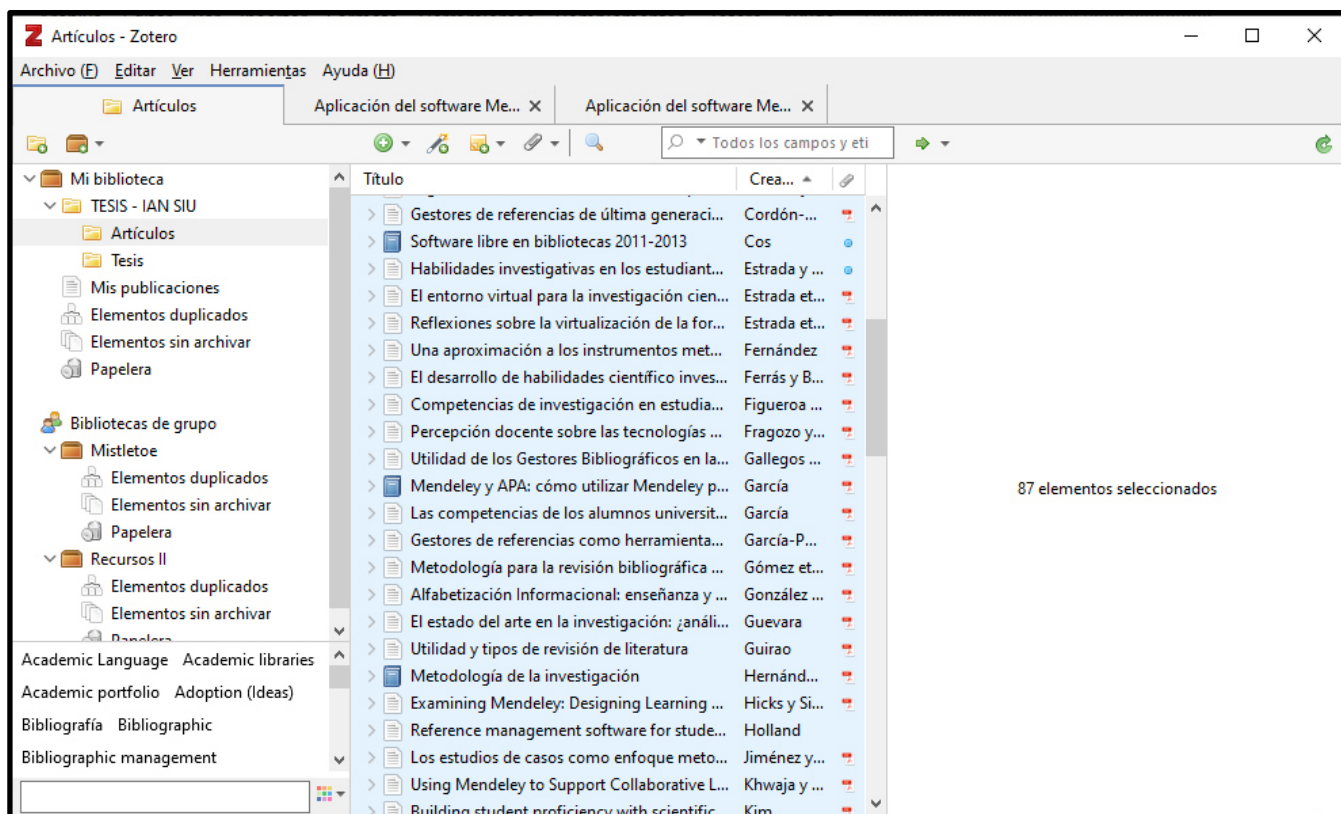 Artículos - Zotero
Archivo (F) Editar Ver Herramientas Ayuda (H)
Artículos
Aplicación del software Me...
Aplicación del software Me...
Todos los campos y eti
Mi biblioteca
TESIS - IAN SIU
Artículos
Tesis
Mis publicaciones
Elementos duplicados
Elementos sin archivar
Papelera
Bibliotecas de grupo
Mistletoe
Elementos duplicados
Elementos sin archivar
Papelera
Recursos II
Elementos duplicados
Elementos sin archivar
Papelera
Academic Language Academic libraries
Academic portfolio Adoption (Ideas)
Bibliografía Bibliographic
Bibliographic management
Título Crea...
Gestores de referencias de última generaci... Cordón-...
Software libre en bibliotecas 2011-2013 Cos
Habilidades investigativas en los estudiant... Estrada y ...
El entorno virtual para la investigación cien... Estrada et...
Reflexiones sobre la virtualización de la for... Estrada et...
Una aproximación a los instrumentos met... Fernández
El desarrollo de habilidades científico inves... Ferrás y B...
Competencias de investigación en estudia... Figueroa ...
Percepción docente sobre las tecnologías ... Fragozo y...
Utilidad de los Gestores Bibliográficos en la... Gallegos ...
Mendeley y APA: cómo utilizar Mendeley p... García
Las competencias de los alumnos universit... García
Gestores de referencias como herramienta... García-P...
Metodología para la revisión bibliográfica ... Gómez et...
Alfabetización Informacional: enseñanza y ... González ...
El estado del arte en la investigación: ¿análi... Guevara
Utilidad y tipos de revisión de literatura Guirao
Metodología de la investigación Hernánd...
Examining Mendeley: Designing Learning ... Hicks y Si...
Reference management software for stude... Holland
Los estudios de casos como enfoque meto... Jiménez y...
Using Mendeley to Support Collaborative L... Khwaja y ...
Building student proficiency with scientific... Kim
87 elementos seleccionados